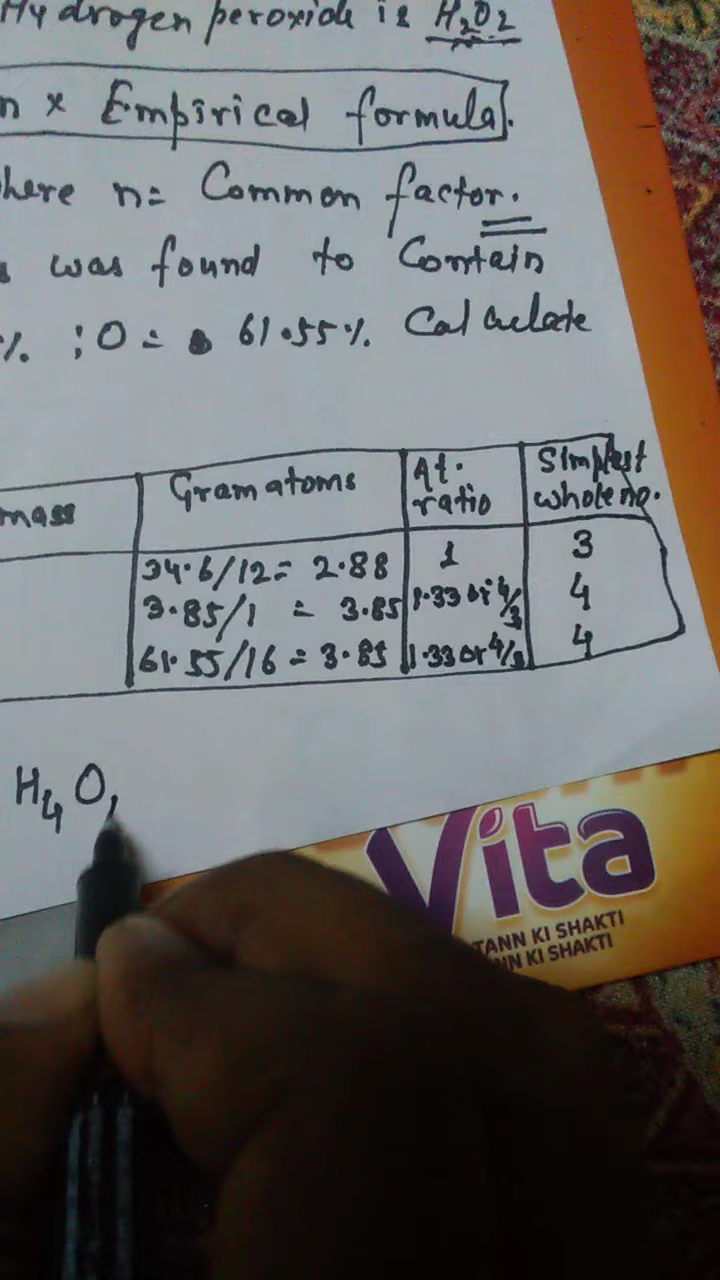 Hydrogen peroxide is H2O2
n x Empirical formula.
here n= Common factor.
s was found to Contain
%. ; O = 61.55%. Calculate
mass Gram atoms At. ratio Simplest whole no.
34.6/12= 2.88 1 3
3.85/1 = 3.85 1.33 or 4/3 4
61.55/16 = 3.85 1.33 or 4/3 4
H4 O
Vita
TANN KI SHAKTI
NN KI SHAKTI